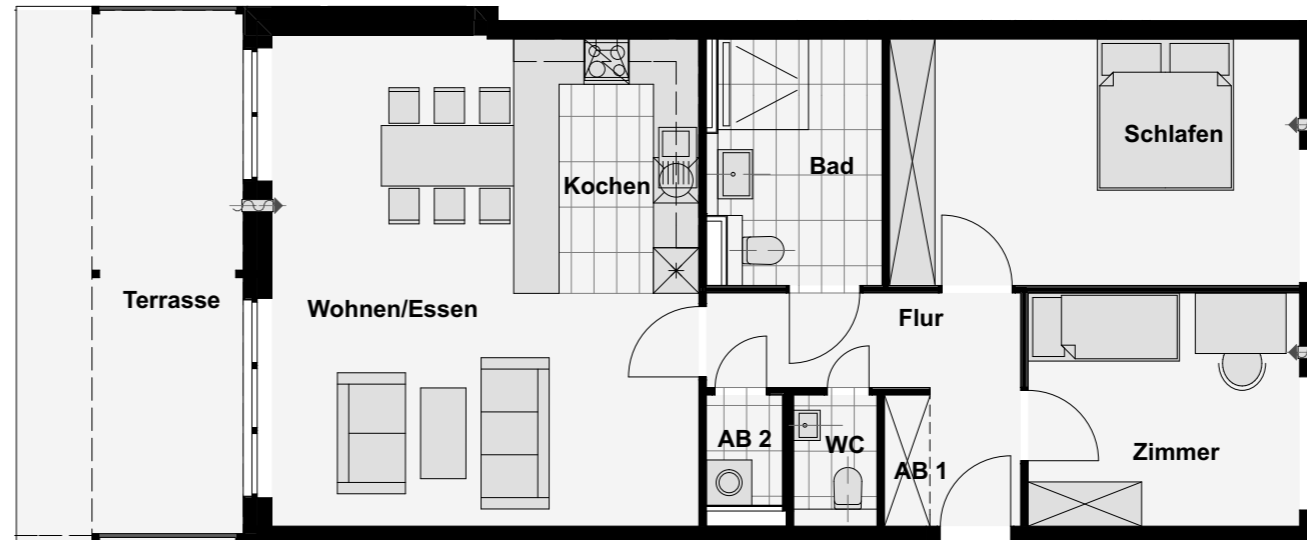 Schlafen
Bad
Kochen
Terrasse
Wohnen/Essen
Flur
AB 2
WC
AB 1
Zimmer